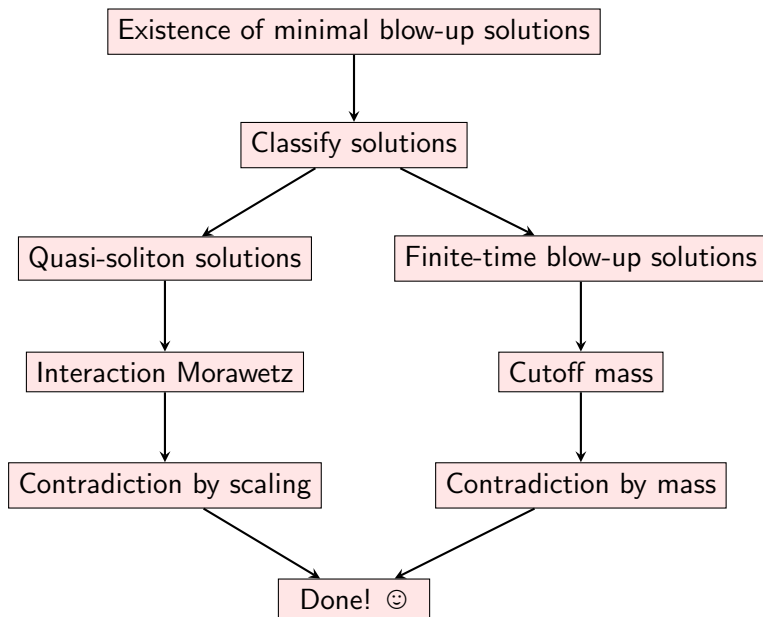 Existence of minimal blow-up solutions
Classify solutions
Quasi-soliton solutions
Finite-time blow-up solutions
Interaction Morawetz
Cutoff mass
Contradiction by scaling
Contradiction by mass
Done! ☺